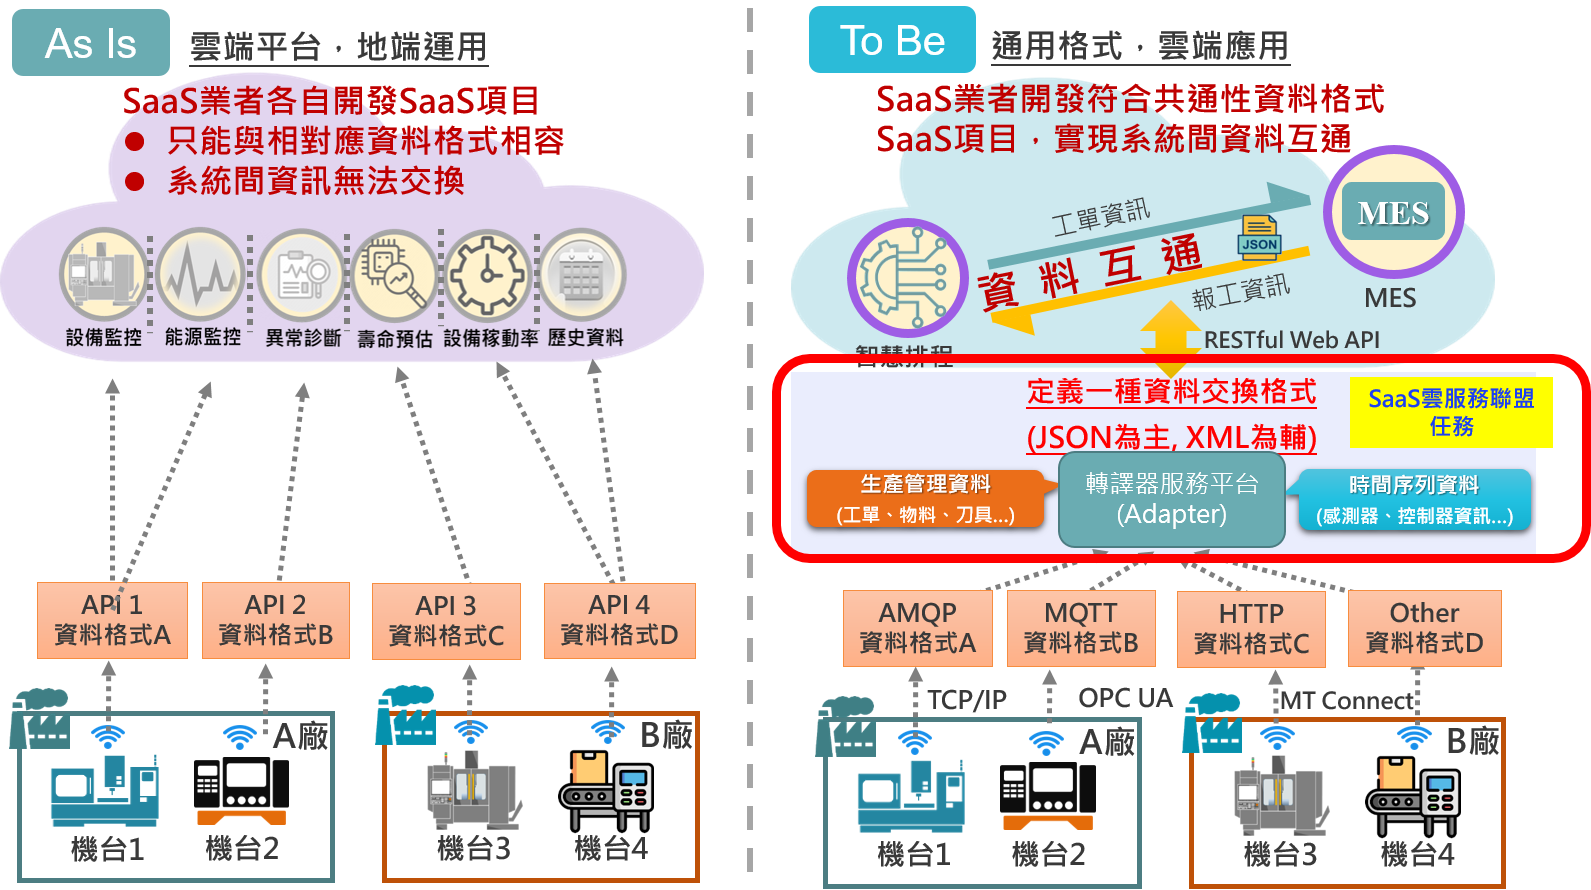 As Is
雲端平台，地端運用
SaaS業者各自開發SaaS項目
● 只能與相對應資料格式相容
● 系統間資訊無法交換
設備監控
能源監控
異常診斷
壽命預估
設備稼動率
歷史資料
API 1
資料格式A
API 2
資料格式B
API 3
資料格式C
API 4
資料格式D
A廠
機台1
機台2
B廠
機台3
機台4
To Be
通用格式，雲端應用
SaaS業者開發符合共通性資料格式
SaaS項目，實現系統間資料互通
工單資訊
資料互通
JSON
報工資訊
MES
MES
智慧排程
RESTful Web API
定義一種資料交換格式
(JSON為主, XML為輔)
SaaS雲服務聯盟
任務
生產管理資料
(工單、物料、刀具...)
轉譯器服務平台
(Adapter)
時間序列資料
(感測器、控制器資訊...)
AMQP
資料格式A
MQTT
資料格式B
HTTP
資料格式C
Other
資料格式D
TCP/IP
OPC UA
MT Connect
A廠
機台1
機台2
B廠
機台3
機台4